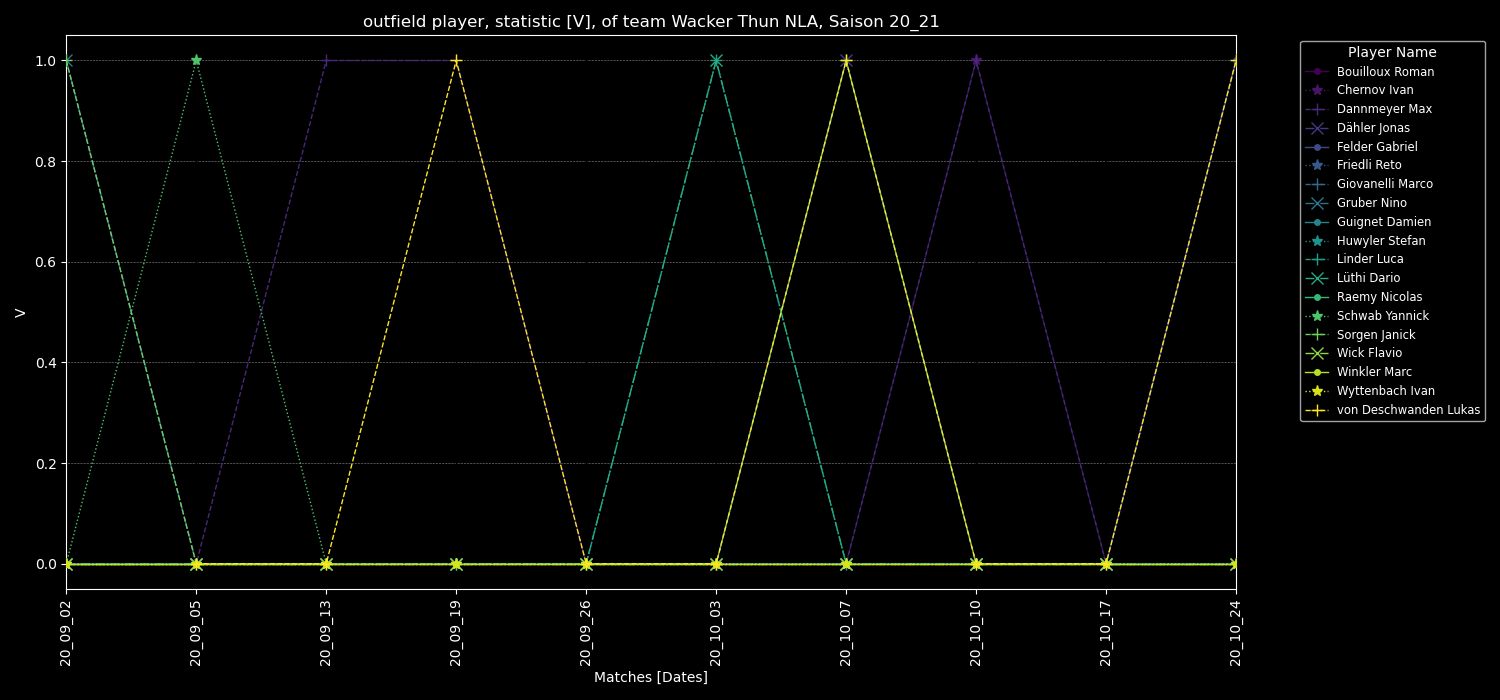 outfield player, statistic [V], of team Wacker Thun NLA, Saison 20_21
V
1.0
0.8
0.6
0.4
0.2
0.0
20_09_02
20_09_05
20_09_13
20_09_19
20_09_26
20_10_03
20_10_07
20_10_10
20_10_17
20_10_24
Matches [Dates]
Player Name
Bouilloux Roman
Chernov Ivan
Dannmeyer Max
Dähler Jonas
Felder Gabriel
Friedli Reto
Giovanelli Marco
Gruber Nino
Guignet Damien
Huwyler Stefan
Linder Luca
Lüthi Dario
Raemy Nicolas
Schwab Yannick
Sorgen Janick
Wick Flavio
Winkler Marc
Wyttenbach Ivan
von Deschwanden Lukas